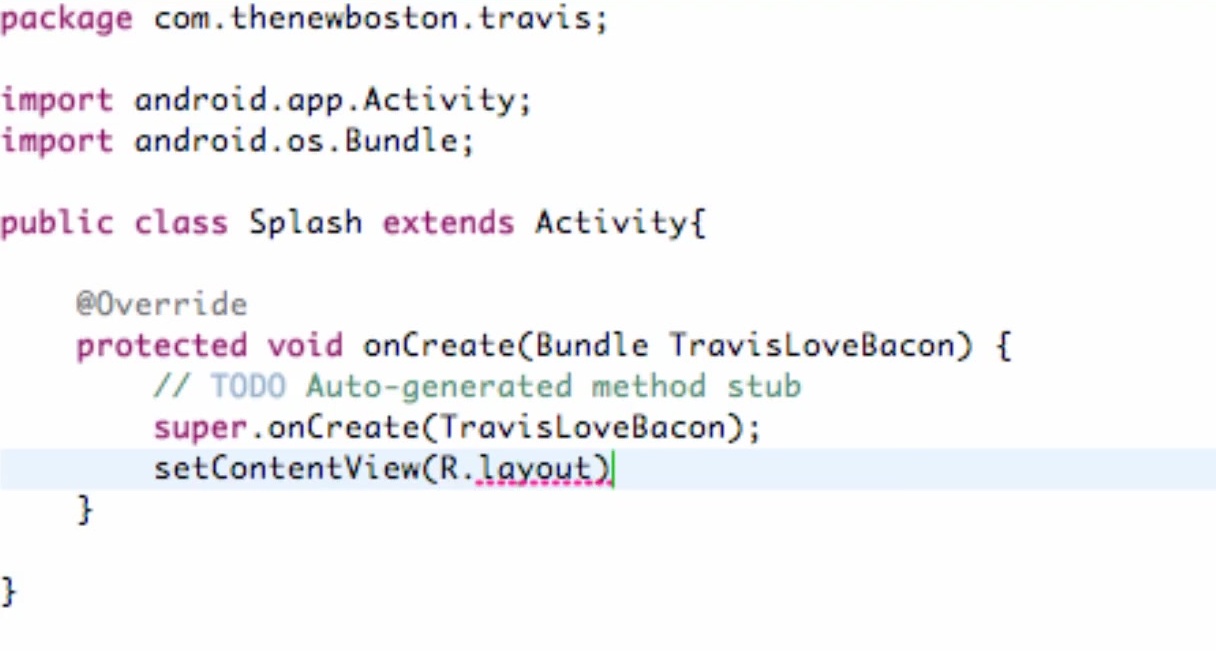 package com.thenewboston.travis;
import android.app.Activity;
import android.os.Bundle;
public class Splash extends Activity{
@Override
protected void onCreate(Bundle TravisLoveBacon) {
// TODO Auto-generated method stub
super.onCreate(TravisLoveBacon);
setContentView(R.layout)
}
}